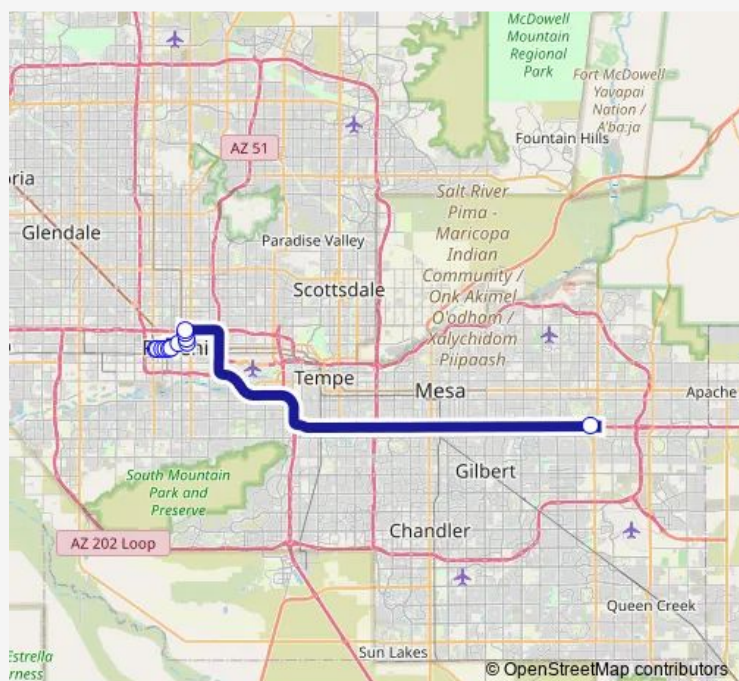 McDowell
Mountain
Regional
Park
Fort McDowell
Yavapai
Nation /
A'ba:ja
Fountain Hills
AZ 51
ria
Glendale
Paradise Valley
Scottsdale
Salt River
Pima -
Maricopa
Indian
Community /
Onk Akimel
O'odham /
Xalychidom
Piipaash
Tempe
Mesa
Apache
South Mountain
Park and
Preserve
Gilbert
AZ 202 Loop
Chandler
Queen Creek
Sun Lakes
Estrella
rness
© OpenStreetMap contributors